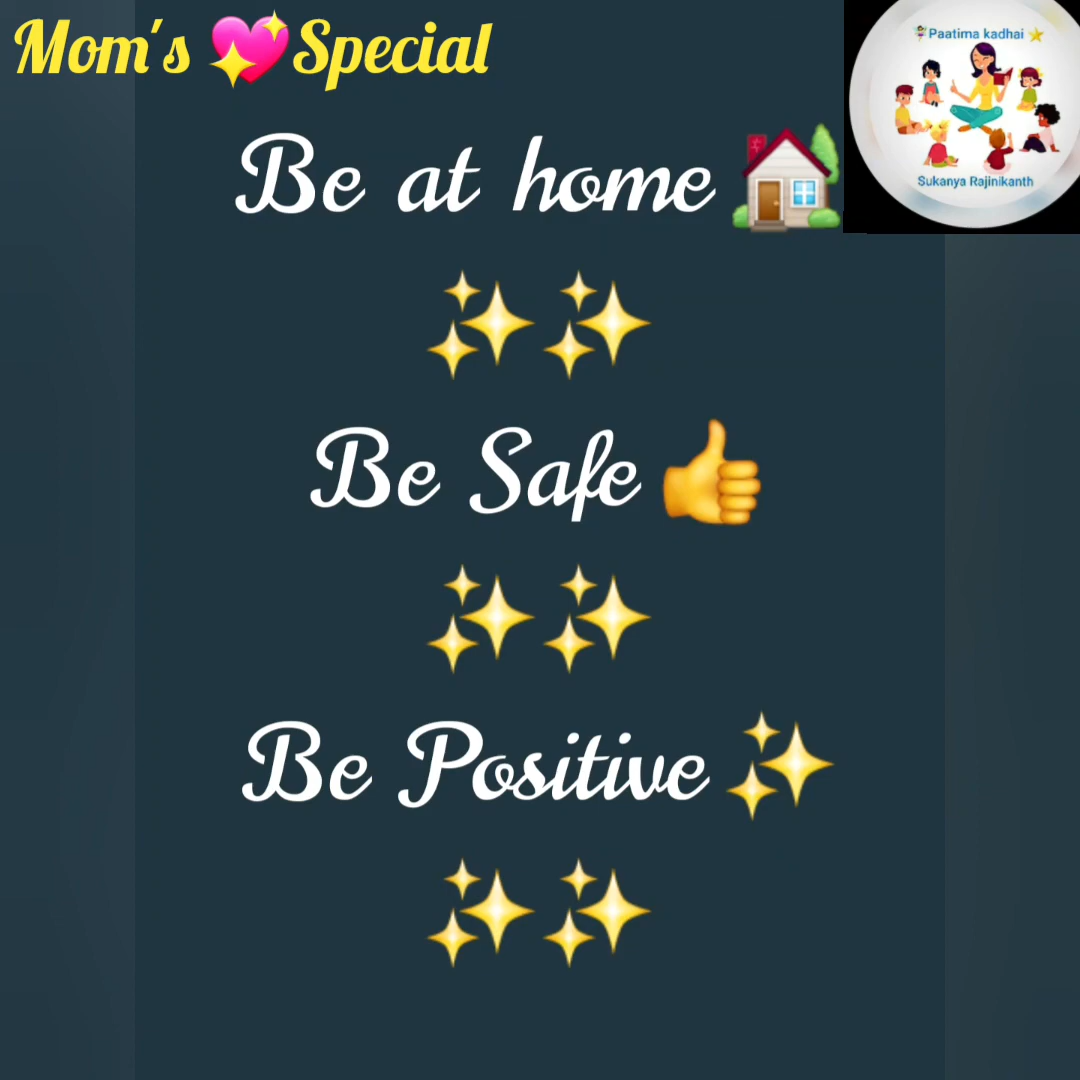 Mom's 💖Special
🧚Paatima kadhai ⭐
Sukanya Rajinikanth
Be at home 🏡
✨✨
Be Safe 👍
✨✨
Be Positive ✨
✨✨